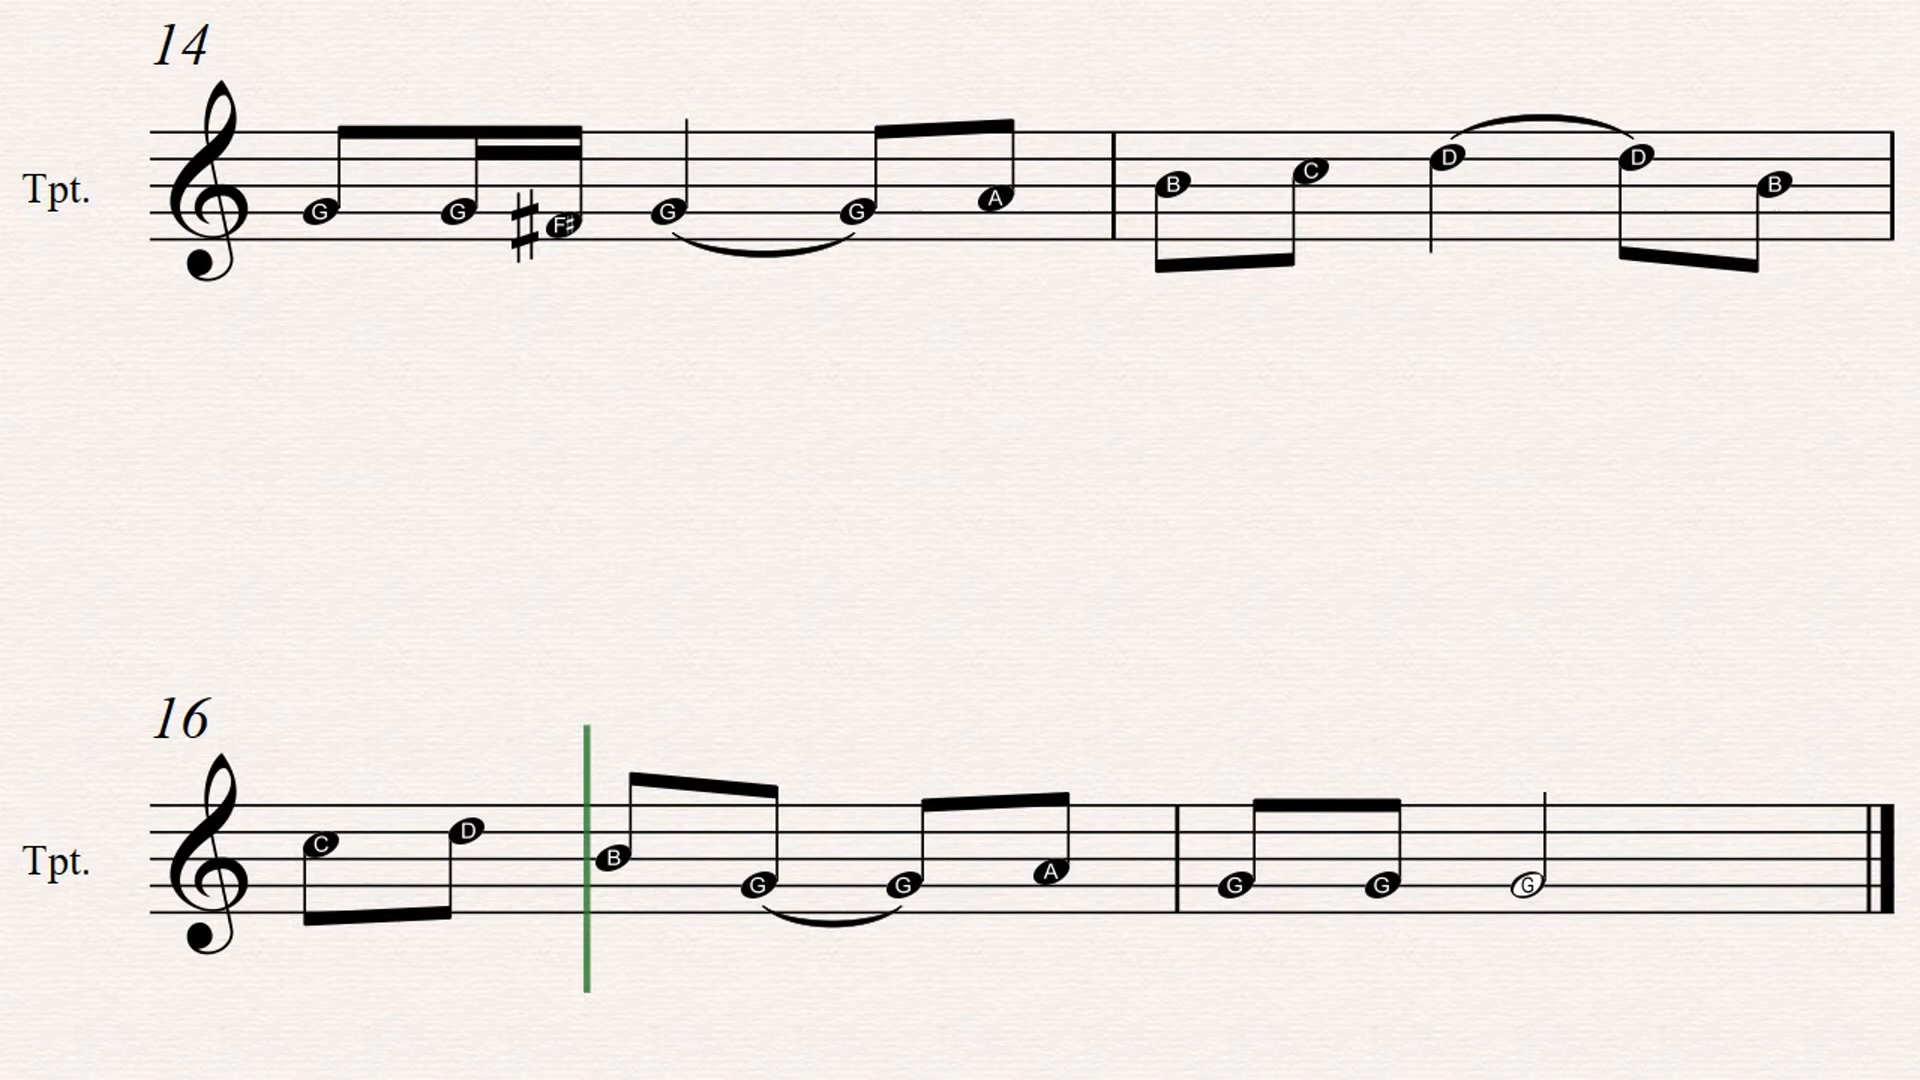 14
Tpt.
G G F♯ G G A B C D D B
16
Tpt.
C D B G G A G G G